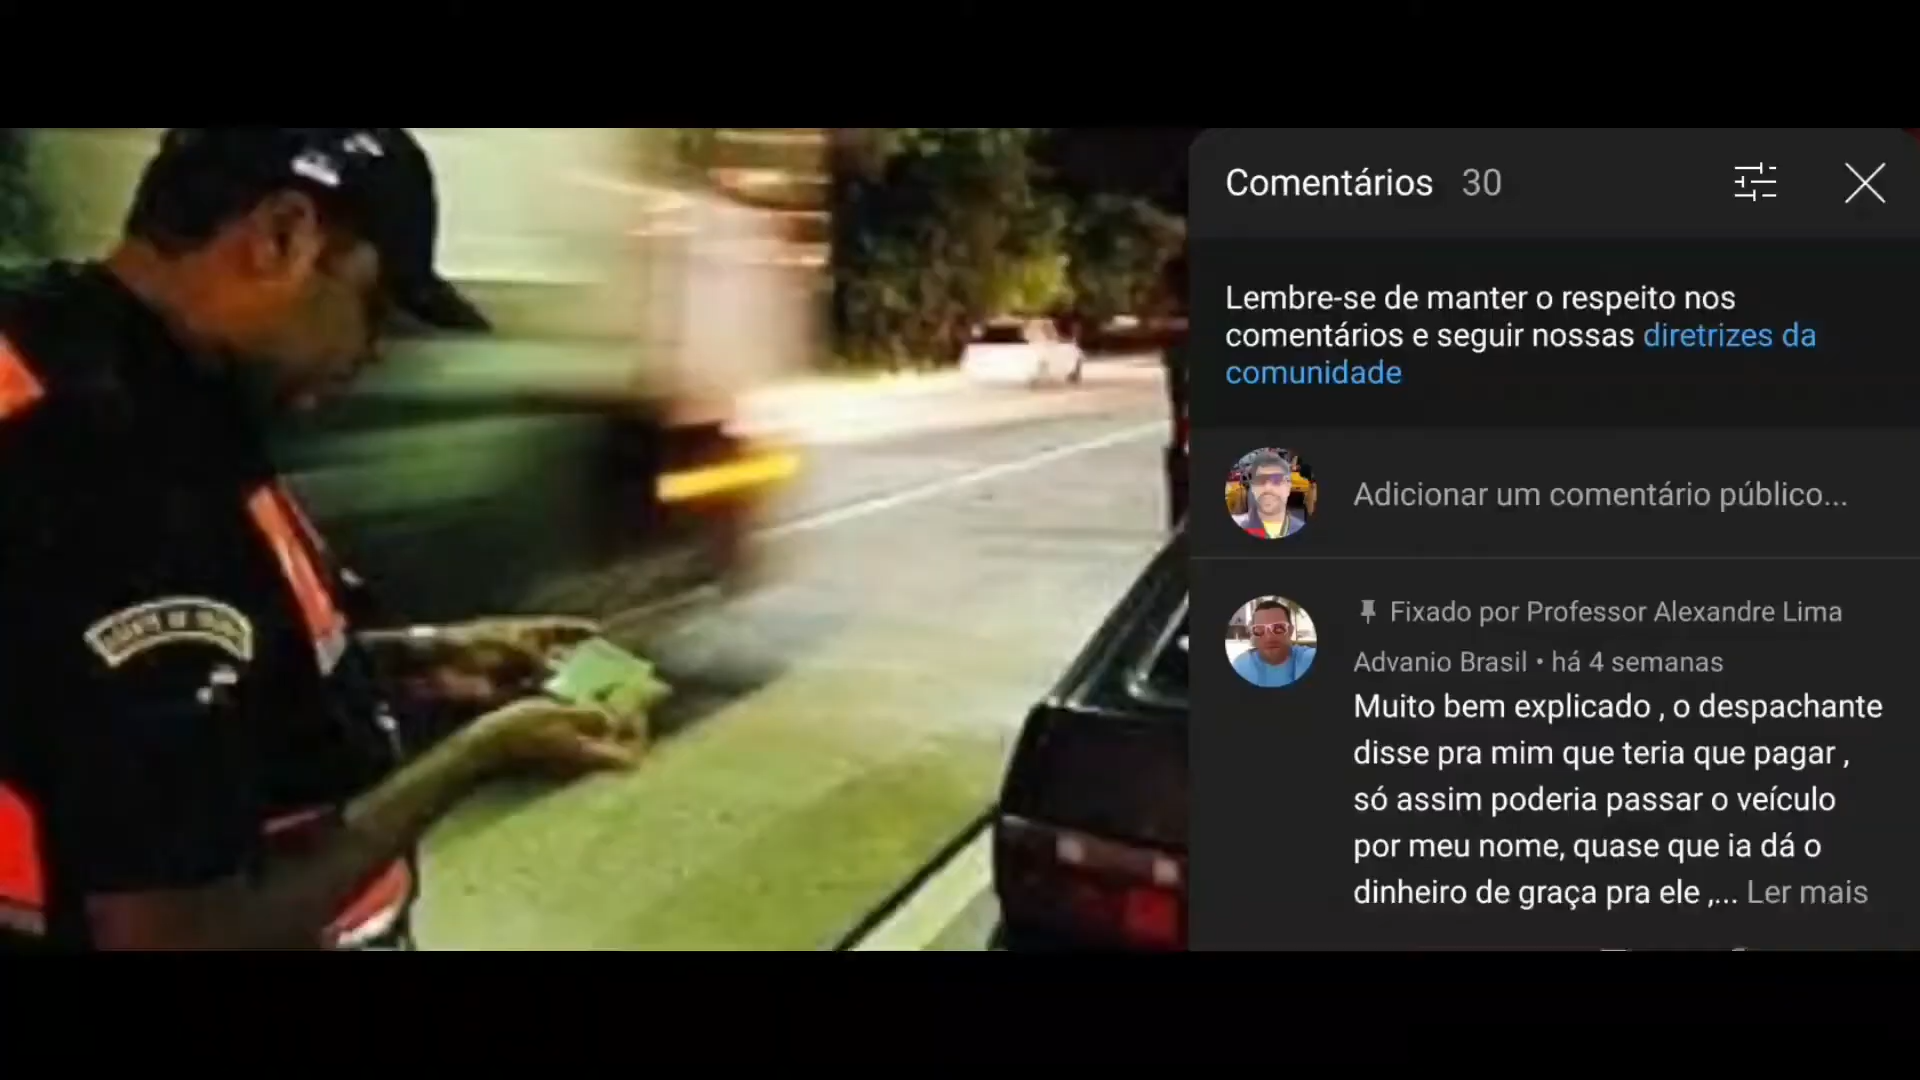 Comentários 30
Lembre-se de manter o respeito nos
comentários e seguir nossas diretrizes da
comunidade
Adicionar um comentário público...
Fixado por Professor Alexandre Lima
Advanio Brasil • há 4 semanas
Muito bem explicado , o despachante
disse pra mim que teria que pagar ,
só assim poderia passar o veículo
por meu nome, quase que ia dá o
dinheiro de graça pra ele ,... Ler mais